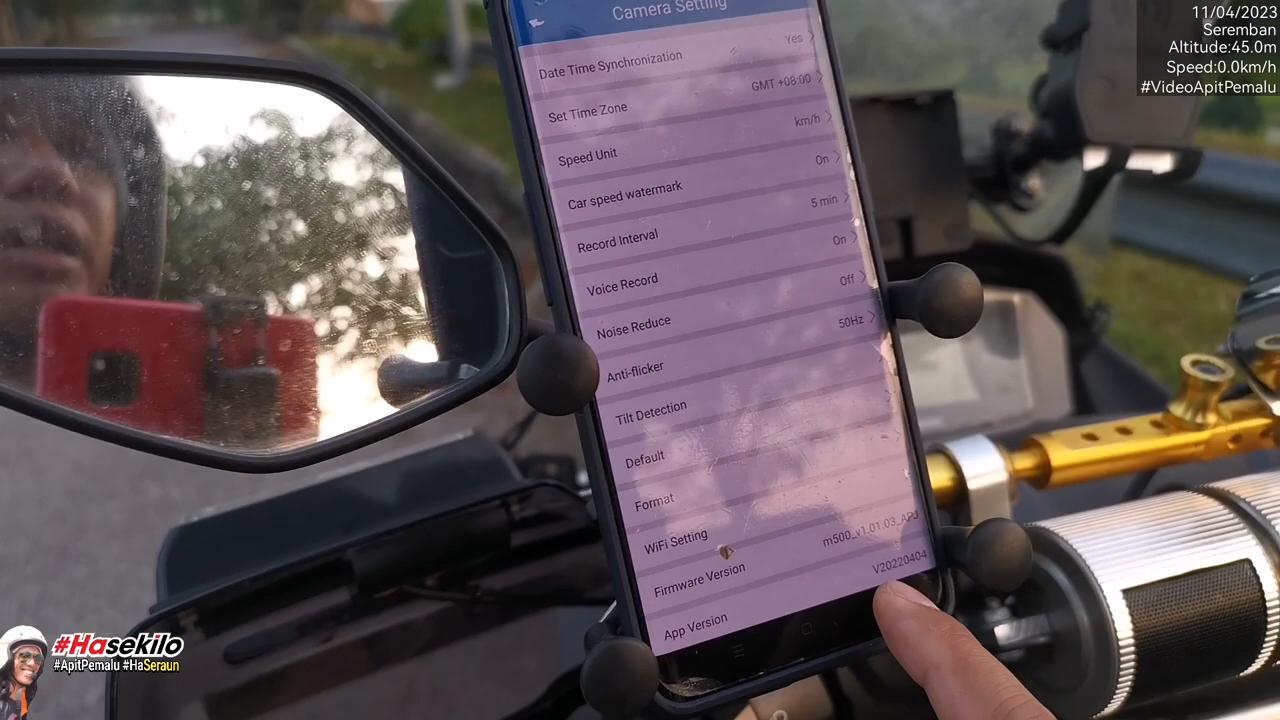 11/04/2023
Seremban
Altitude:45.0m
Speed:0.0km/h
#VideoApitPemalu
Camera Setting
Date Time Synchronization Yes
Set Time Zone GMT +08:00
Speed Unit km/h
Car speed watermark On
Record Interval 5 min
Voice Record On
Noise Reduce Off
Anti-flicker 50Hz
Tilt Detection
Default
Format
WiFi Setting
Firmware Version m500_v1.01.03_APJ
App Version V20220404
#Hasekilo
#ApitPemalu #HaSeraun